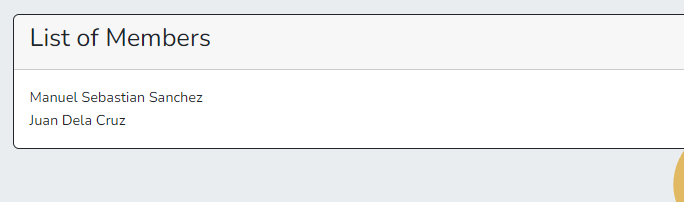 List of Members
Manuel Sebastian Sanchez
Juan Dela Cruz